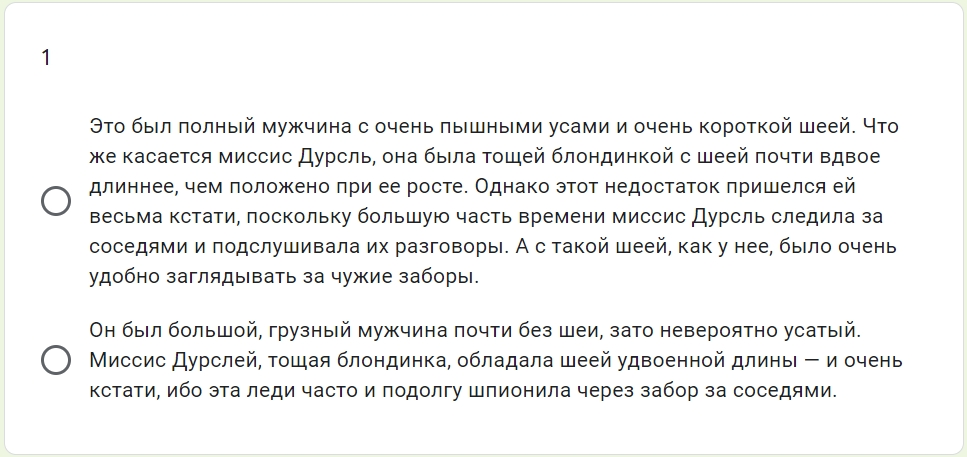 1
Это был полный мужчина с очень пышными усами и очень короткой шеей. Что
же касается миссис Дурсль, она была тощей блондинкой с шеей почти вдвое
длиннее, чем положено при ее росте. Однако этот недостаток пришелся ей
весьма кстати, поскольку большую часть времени миссис Дурсль следила за
соседями и подслушивала их разговоры. А с такой шеей, как у нее, было очень
удобно заглядывать за чужие заборы.
Он был большой, грузный мужчина почти без шеи, зато невероятно усатый.
Миссис Дурслей, тощая блондинка, обладала шеей удвоенной длины — и очень
кстати, ибо эта леди часто и подолгу шпионила через забор за соседями.